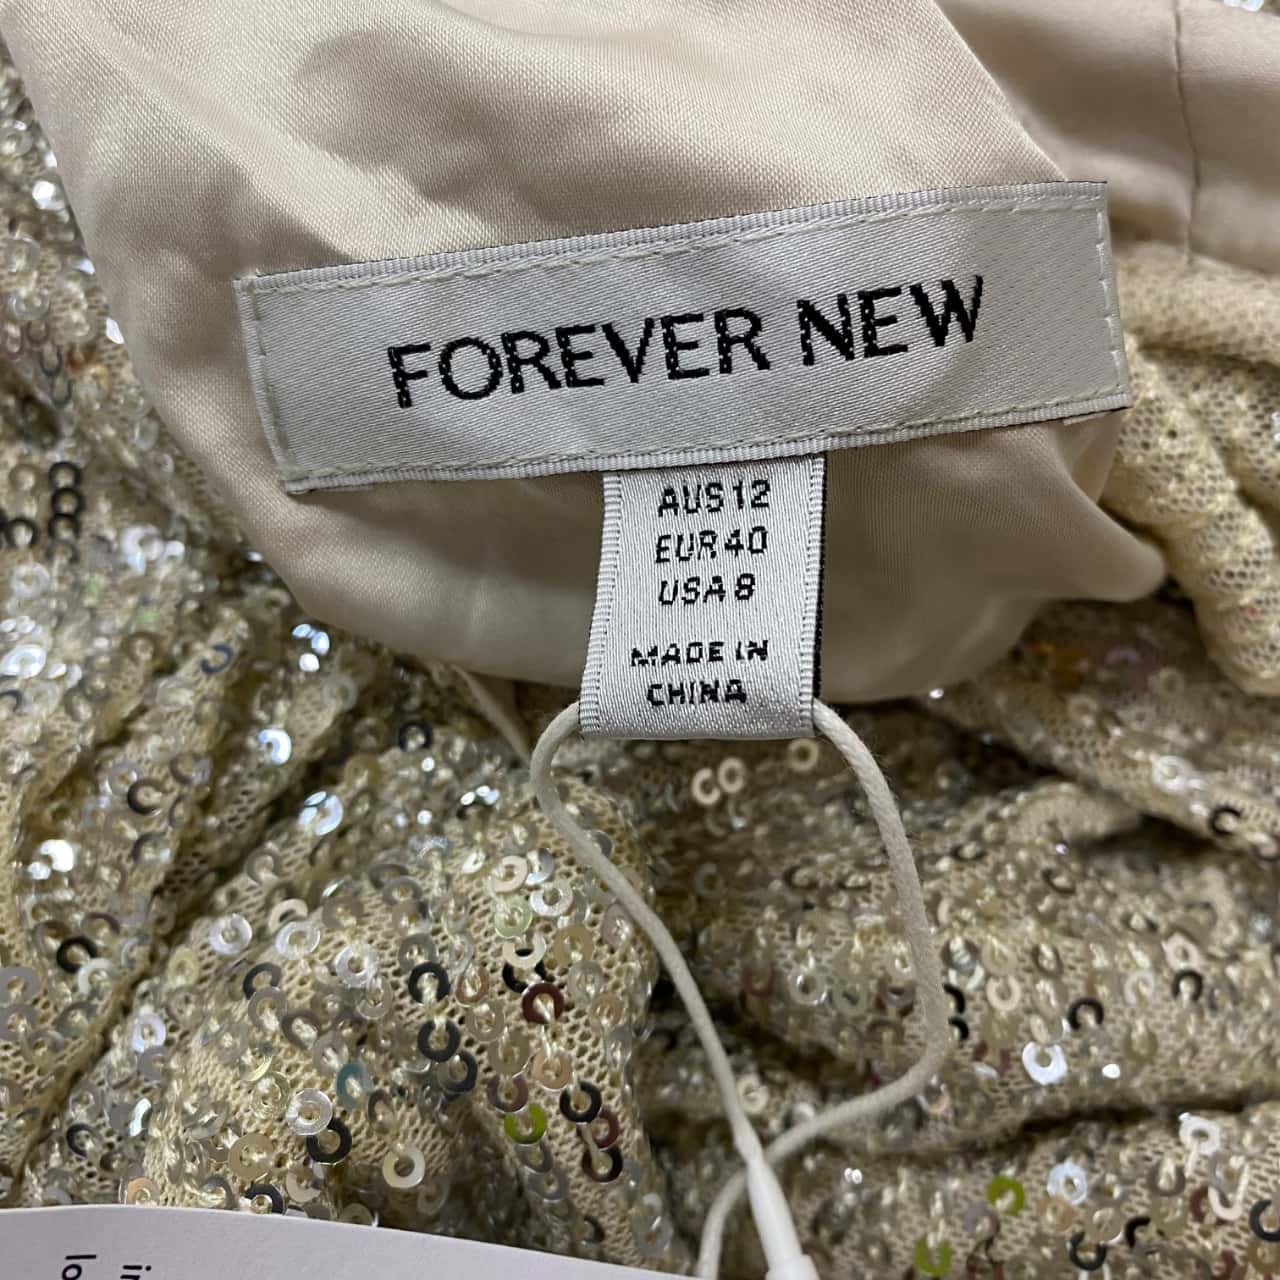 FOREVER NEW
AUS 12
EUR 40
USA 8
MADE IN
CHINA